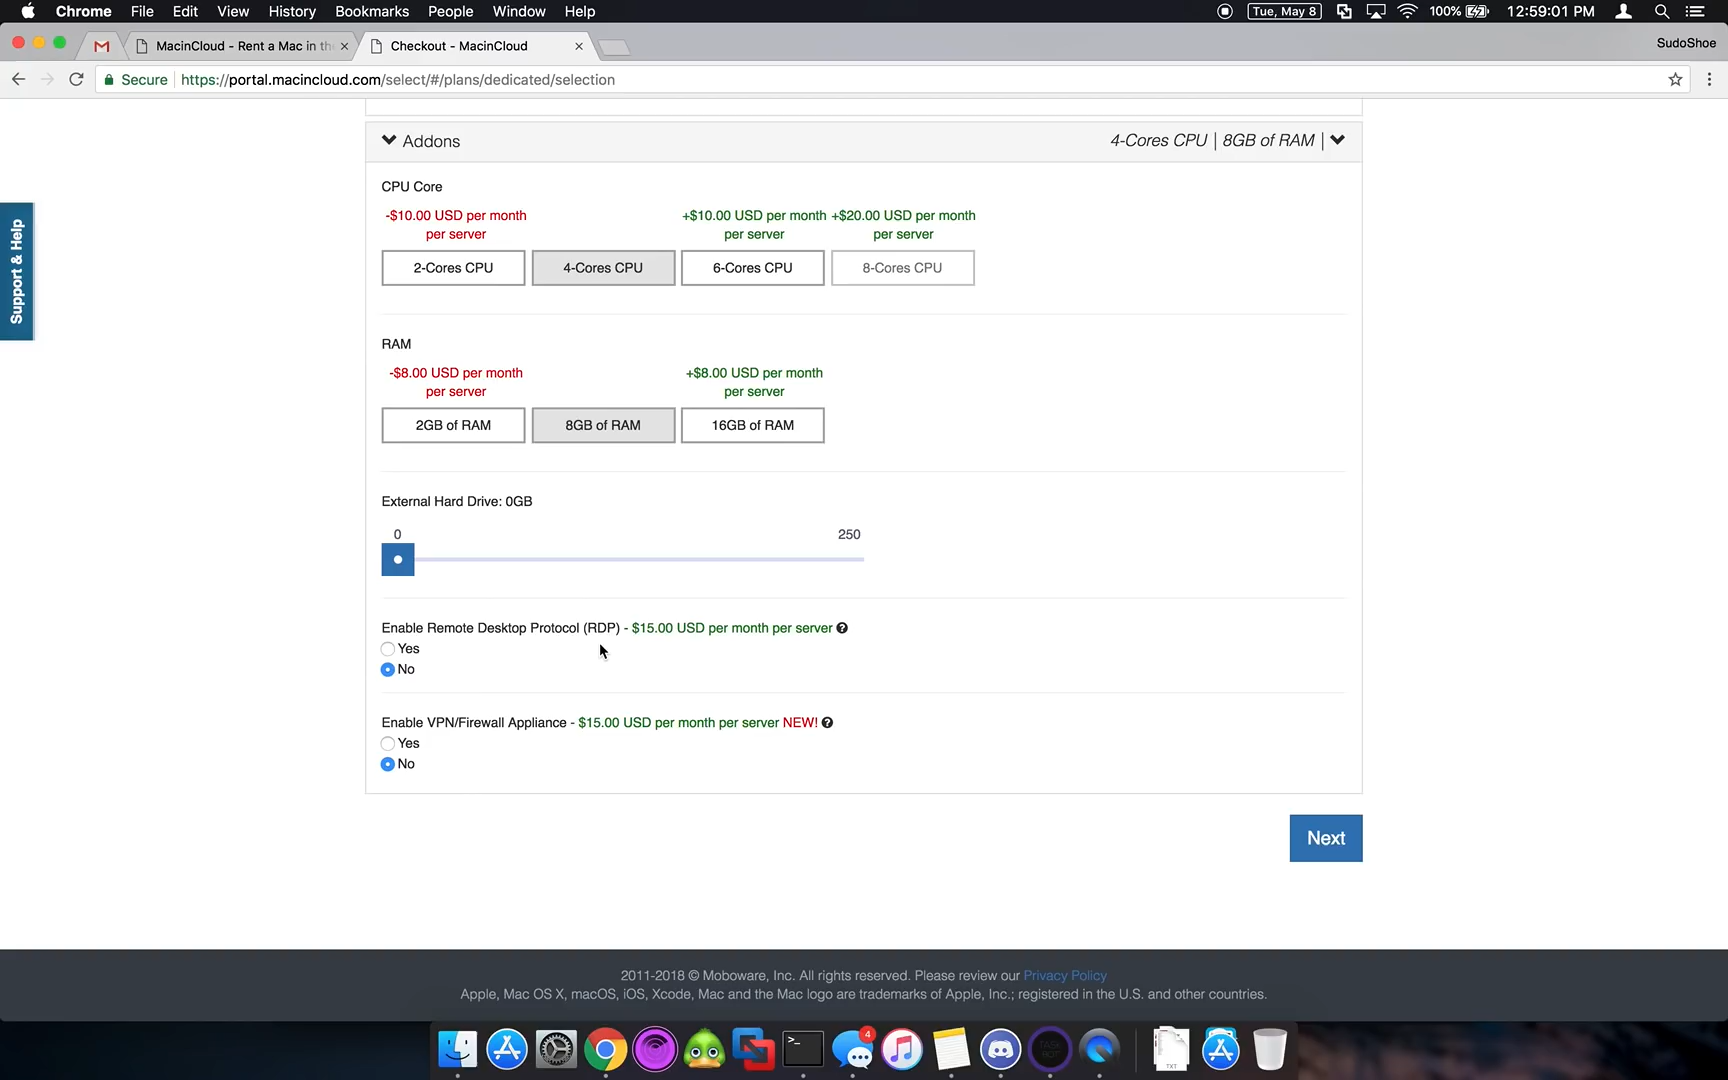 Chrome File Edit View History Bookmarks People Window Help Tue, May 8 100% 12:59:01 PM
MacinCloud - Rent a Mac in th
Checkout - MacinCloud
SudoShoe
Secure https://portal.macincloud.com/select/#/plans/dedicated/selection
Support & Help
Addons 4-Cores CPU | 8GB of RAM |
CPU Core
-$10.00 USD per month per server
+$10.00 USD per month per server
+$20.00 USD per month per server
2-Cores CPU 4-Cores CPU 6-Cores CPU 8-Cores CPU
RAM
-$8.00 USD per month per server
+$8.00 USD per month per server
2GB of RAM 8GB of RAM 16GB of RAM
External Hard Drive: 0GB
0 250
Enable Remote Desktop Protocol (RDP) - $15.00 USD per month per server
Yes
No
Enable VPN/Firewall Appliance - $15.00 USD per month per server NEW!
Yes
No
Next
2011-2018 © Moboware, Inc. All rights reserved. Please review our Privacy Policy
Apple, Mac OS X, macOS, iOS, Xcode, Mac and the Mac logo are trademarks of Apple, Inc.; registered in the U.S. and other countries.
4
TASK
BOT
TXT